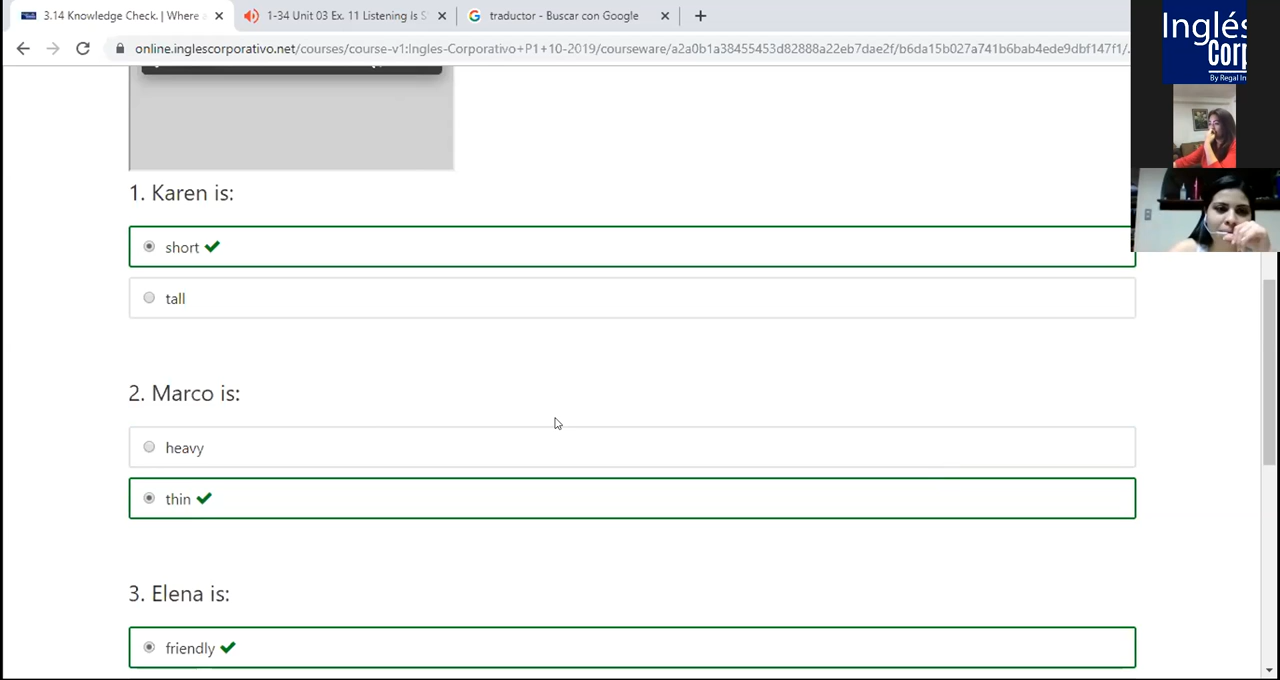 3.14 Knowledge Check. | Where
1-34 Unit 03 Ex. 11 Listening Is
traductor - Buscar con Google
online.inglescorporativo.net/courses/course-v1:Ingles-Corporativo+P1+10-2019/courseware/a2a0b1a38455453d82888a22eb7dae2f/b6da15b027a741b6bab4ede9dbf147f1/...
Inglés
Corp
By Regal In
1. Karen is:
short
tall
2. Marco is:
heavy
thin
3. Elena is:
friendly